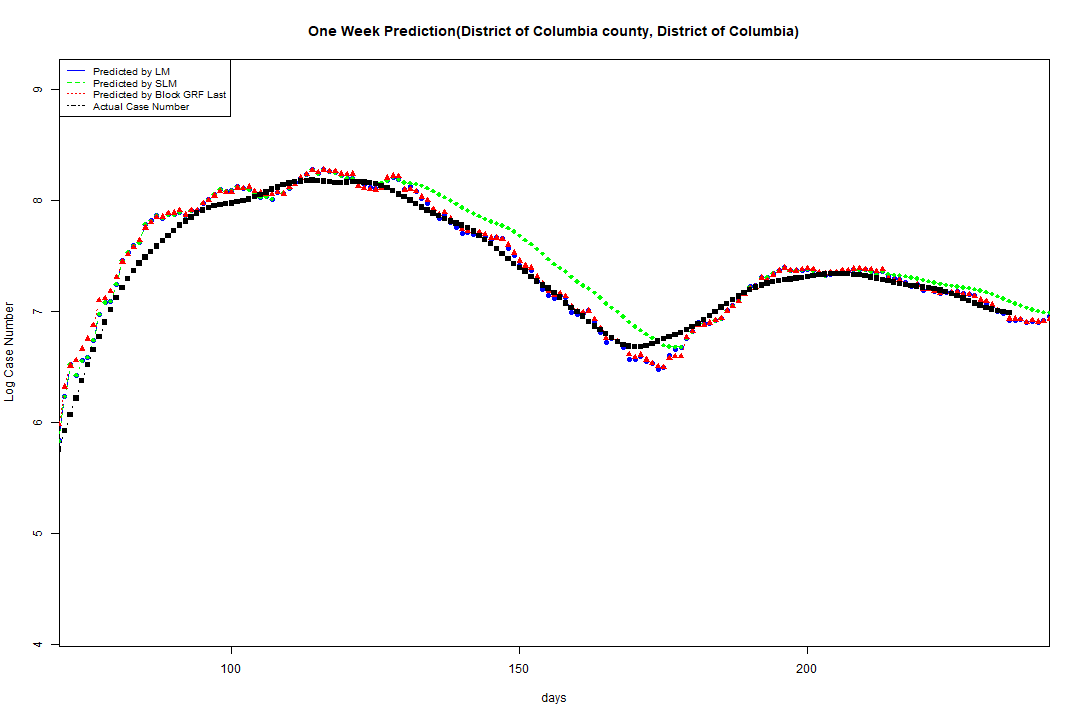 One Week Prediction(District of Columbia county, District of Columbia)
Predicted by LM
Predicted by SLM
Predicted by Block GRF Last
Actual Case Number
9
8
7
6
5
4
Log Case Number
100
150
200
days